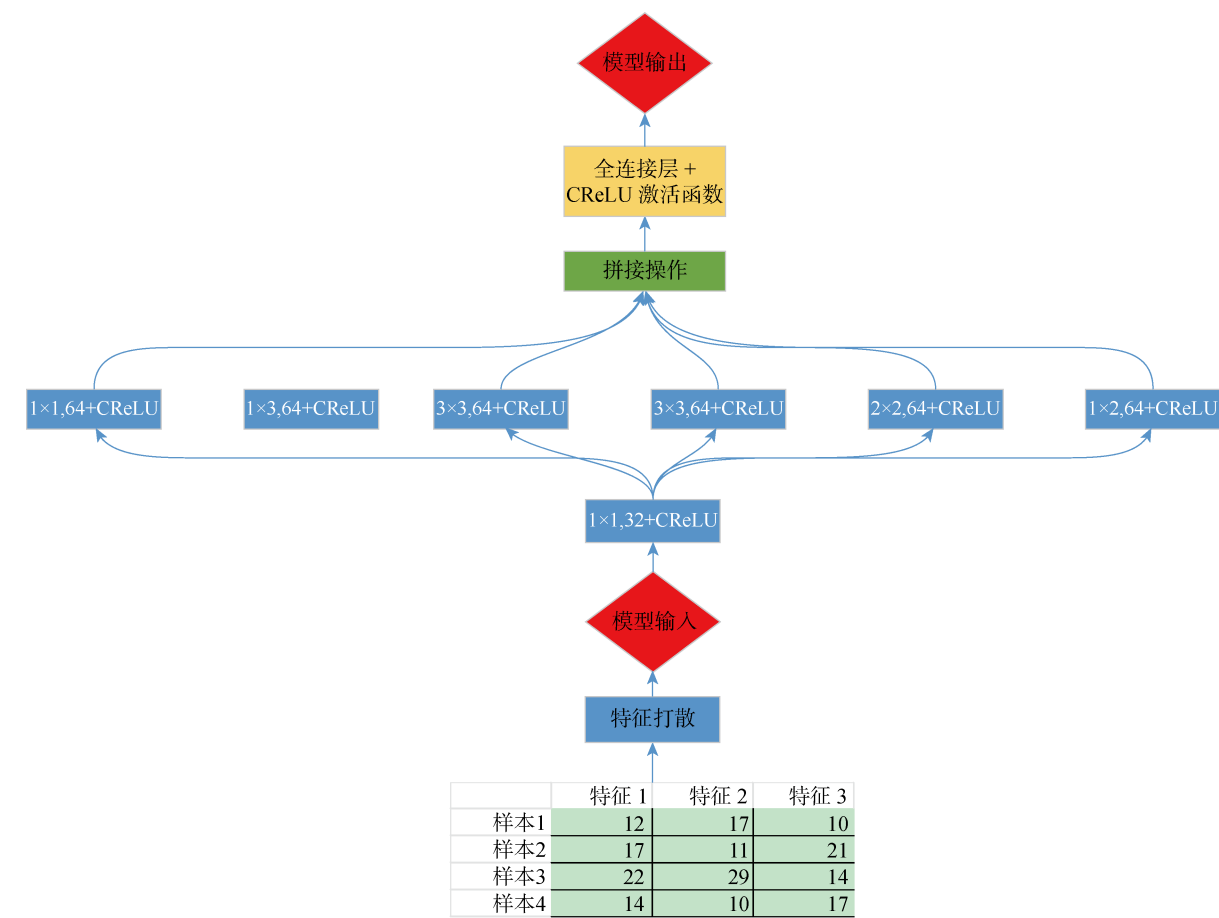 模型输出
全连接层 +
CReLU 激活函数
拼接操作
1×1,64+CReLU 1×3,64+CReLU 3×3,64+CReLU 3×3,64+CReLU 2×2,64+CReLU 1×2,64+CReLU
1×1,32+CReLU
模型输入
特征打散
特征 1 特征 2 特征 3
样本1 12 17 10
样本2 17 11 21
样本3 22 29 14
样本4 14 10 17